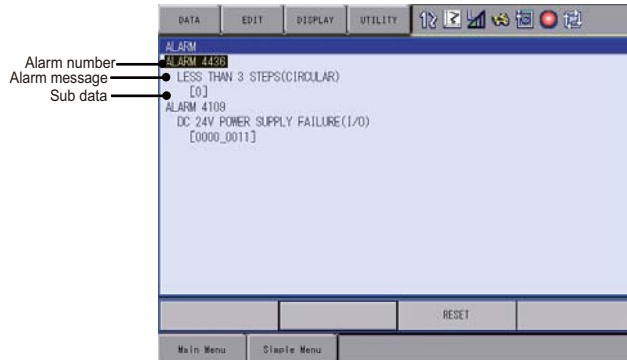 DATA EDIT DISPLAY UTILITY
ALARM
Alarm number
ALARM 4436
Alarm message
LESS THAN 3 STEPS(CIRCULAR)
Sub data
[0]
ALARM 4109
DC 24V POWER SUPPLY FAILURE(I/O)
[0000_0011]
RESET
Main Menu Simple Menu